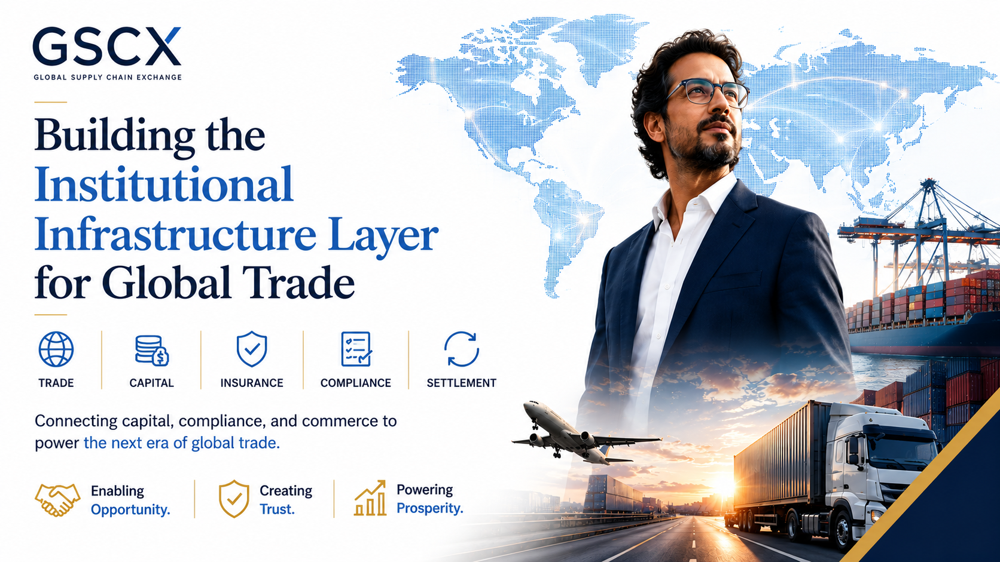 GSCX
GLOBAL SUPPLY CHAIN EXCHANGE
Building the
Institutional
Infrastructure Layer
for Global Trade
TRADE
CAPITAL
INSURANCE
COMPLIANCE
SETTLEMENT
Connecting capital, compliance, and commerce to
power the next era of global trade.
Enabling
Opportunity.
Creating
Trust.
Powering
Prosperity.